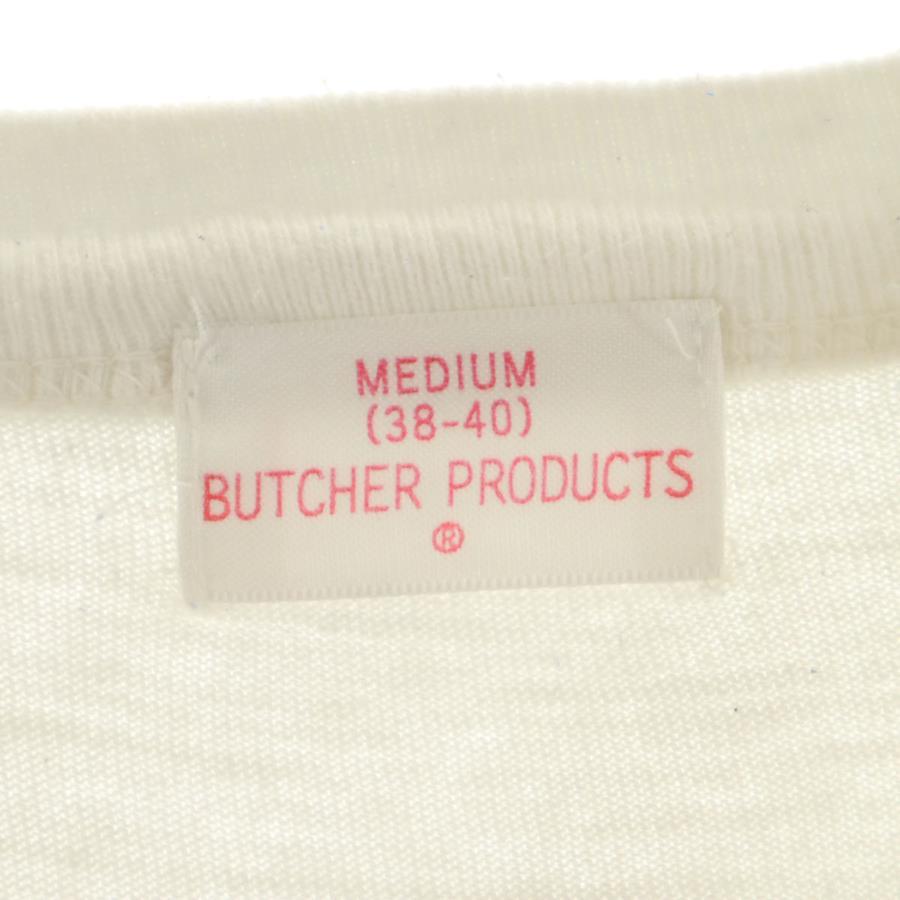 MEDIUM
(38-40)
BUTCHER PRODUCTS
®